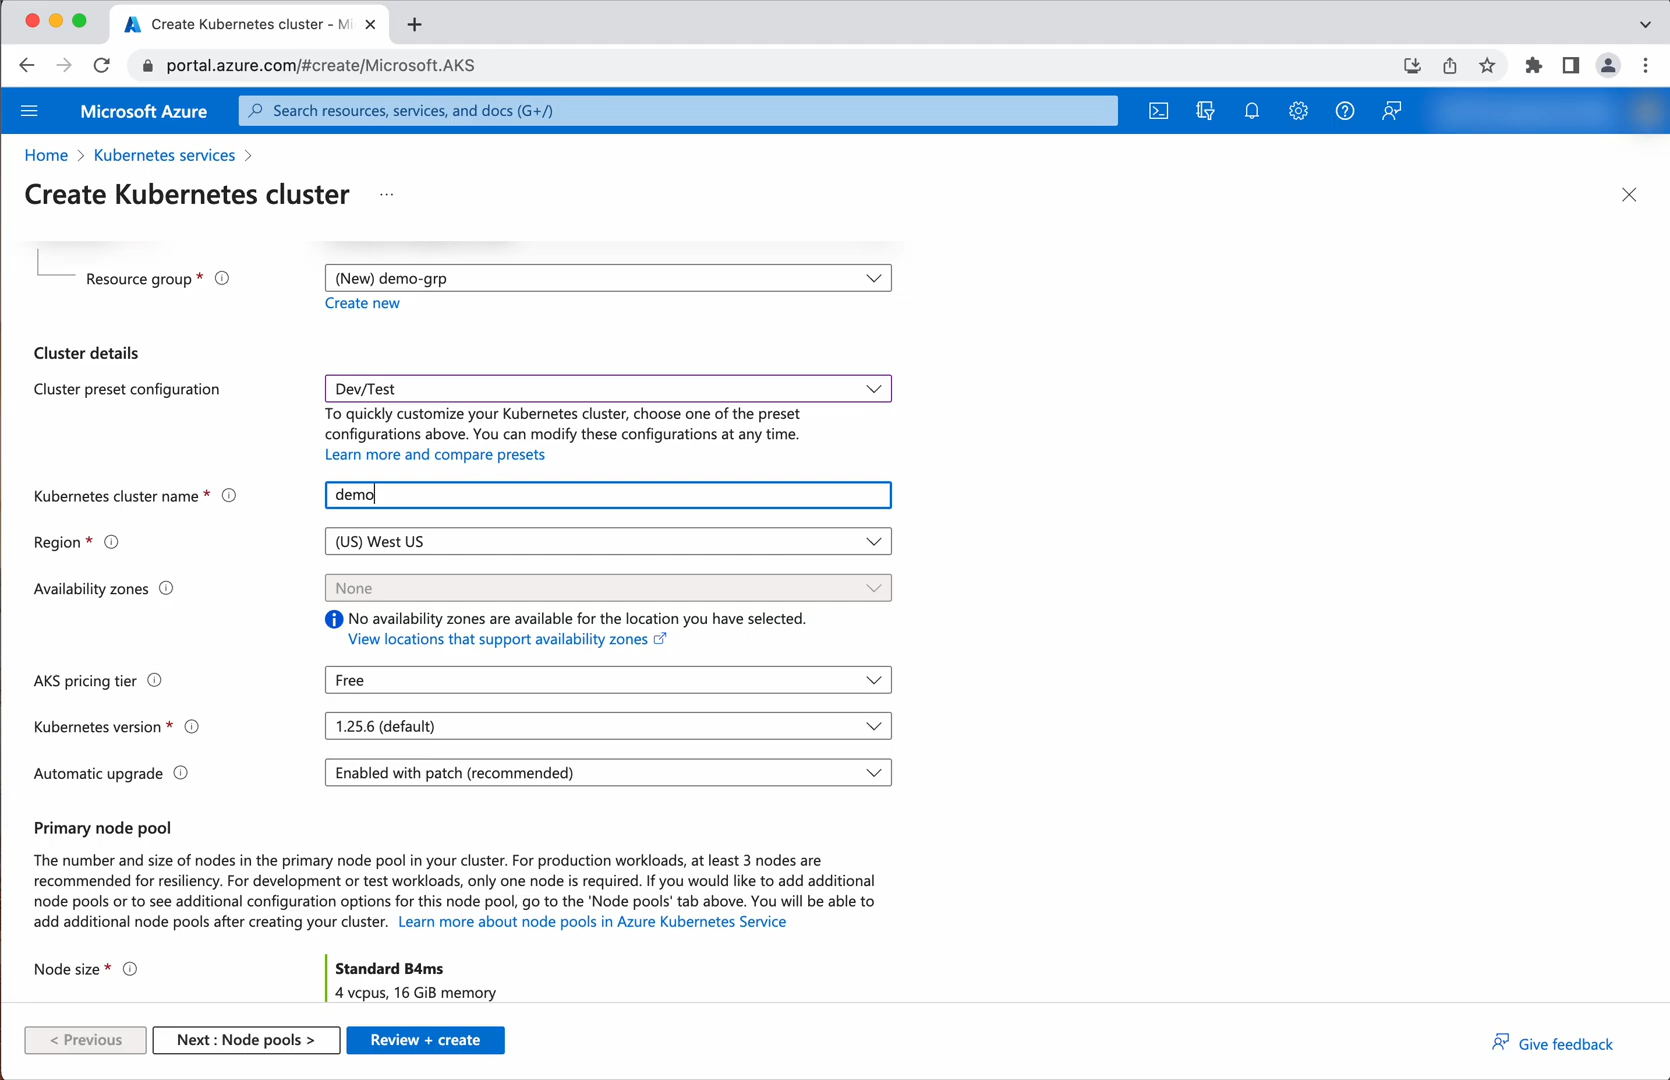 Create Kubernetes cluster - Mi
portal.azure.com/#create/Microsoft.AKS
Microsoft Azure
Search resources, services, and docs (G+/)
Home > Kubernetes services >
Create Kubernetes cluster ...
Resource group *
(New) demo-grp
Create new
Cluster details
Cluster preset configuration
Dev/Test
To quickly customize your Kubernetes cluster, choose one of the preset
configurations above. You can modify these configurations at any time.
Learn more and compare presets
Kubernetes cluster name *
demo
Region *
(US) West US
Availability zones
None
No availability zones are available for the location you have selected.
View locations that support availability zones
AKS pricing tier
Free
Kubernetes version *
1.25.6 (default)
Automatic upgrade
Enabled with patch (recommended)
Primary node pool
The number and size of nodes in the primary node pool in your cluster. For production workloads, at least 3 nodes are
recommended for resiliency. For development or test workloads, only one node is required. If you would like to add additional
node pools or to see additional configuration options for this node pool, go to the 'Node pools' tab above. You will be able to
add additional node pools after creating your cluster. Learn more about node pools in Azure Kubernetes Service
Node size *
Standard B4ms
4 vcpus, 16 GiB memory
< Previous
Next : Node pools >
Review + create
Give feedback